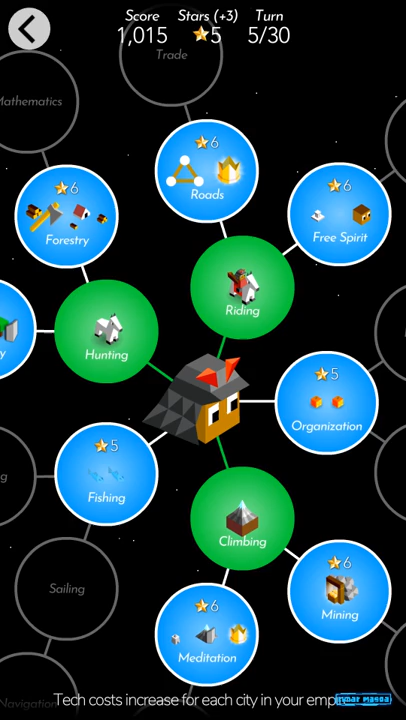 Score Stars (+3) Turn
1,015 5 5/30
Trade
Mathematics
6
Roads
6
Forestry
6
Free Spirit
Riding
Hunting
y
5
Organization
5
Fishing
g
Climbing
Sailing
6
Mining
6
Meditation
Navigation
Tech costs increase for each city in your empi